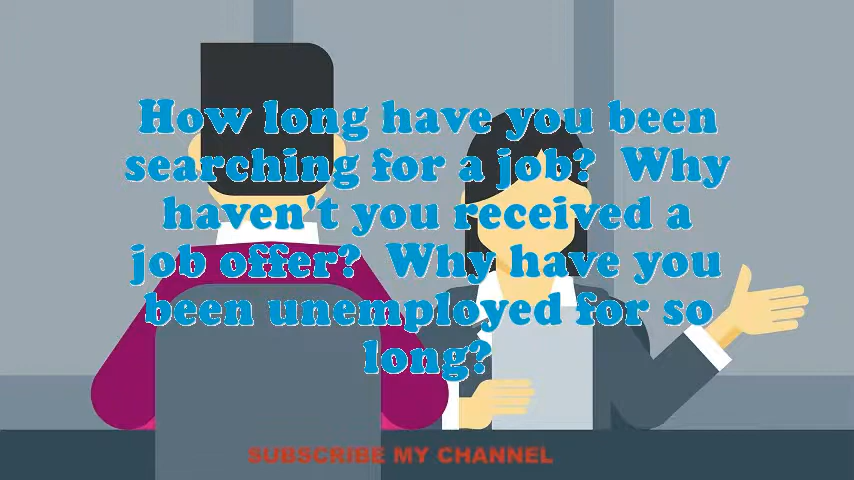 How long have you been
searching for a job?  Why
haven't you received a
job offer?  Why have you
been unemployed for so
long?
SUBSCRIBE MY CHANNEL